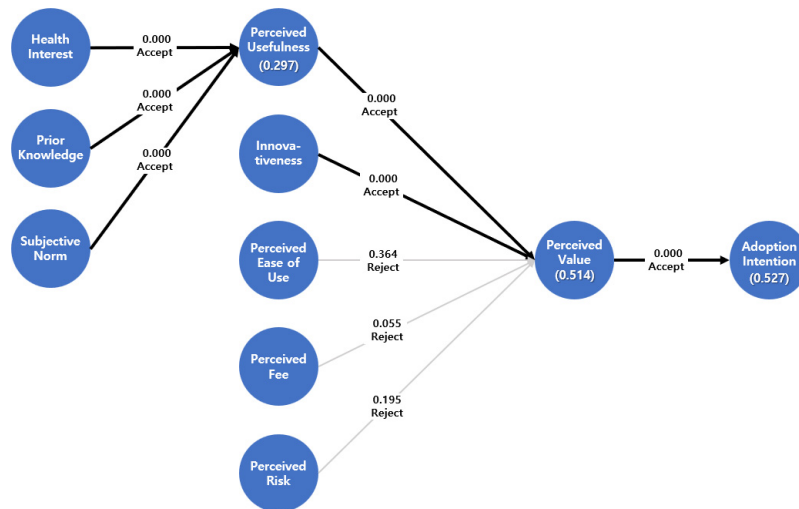 Health
Interest
0.000
Accept
Perceived
Usefulness
(0.297)
Prior
Knowledge
0.000
Accept
Subjective
Norm
0.000
Accept
0.000
Accept
Innova-
tiveness
0.000
Accept
Perceived
Ease of
Use
0.364
Reject
Perceived
Value
(0.514)
0.000
Accept
Adoption
Intention
(0.527)
Perceived
Fee
0.055
Reject
Perceived
Risk
0.195
Reject